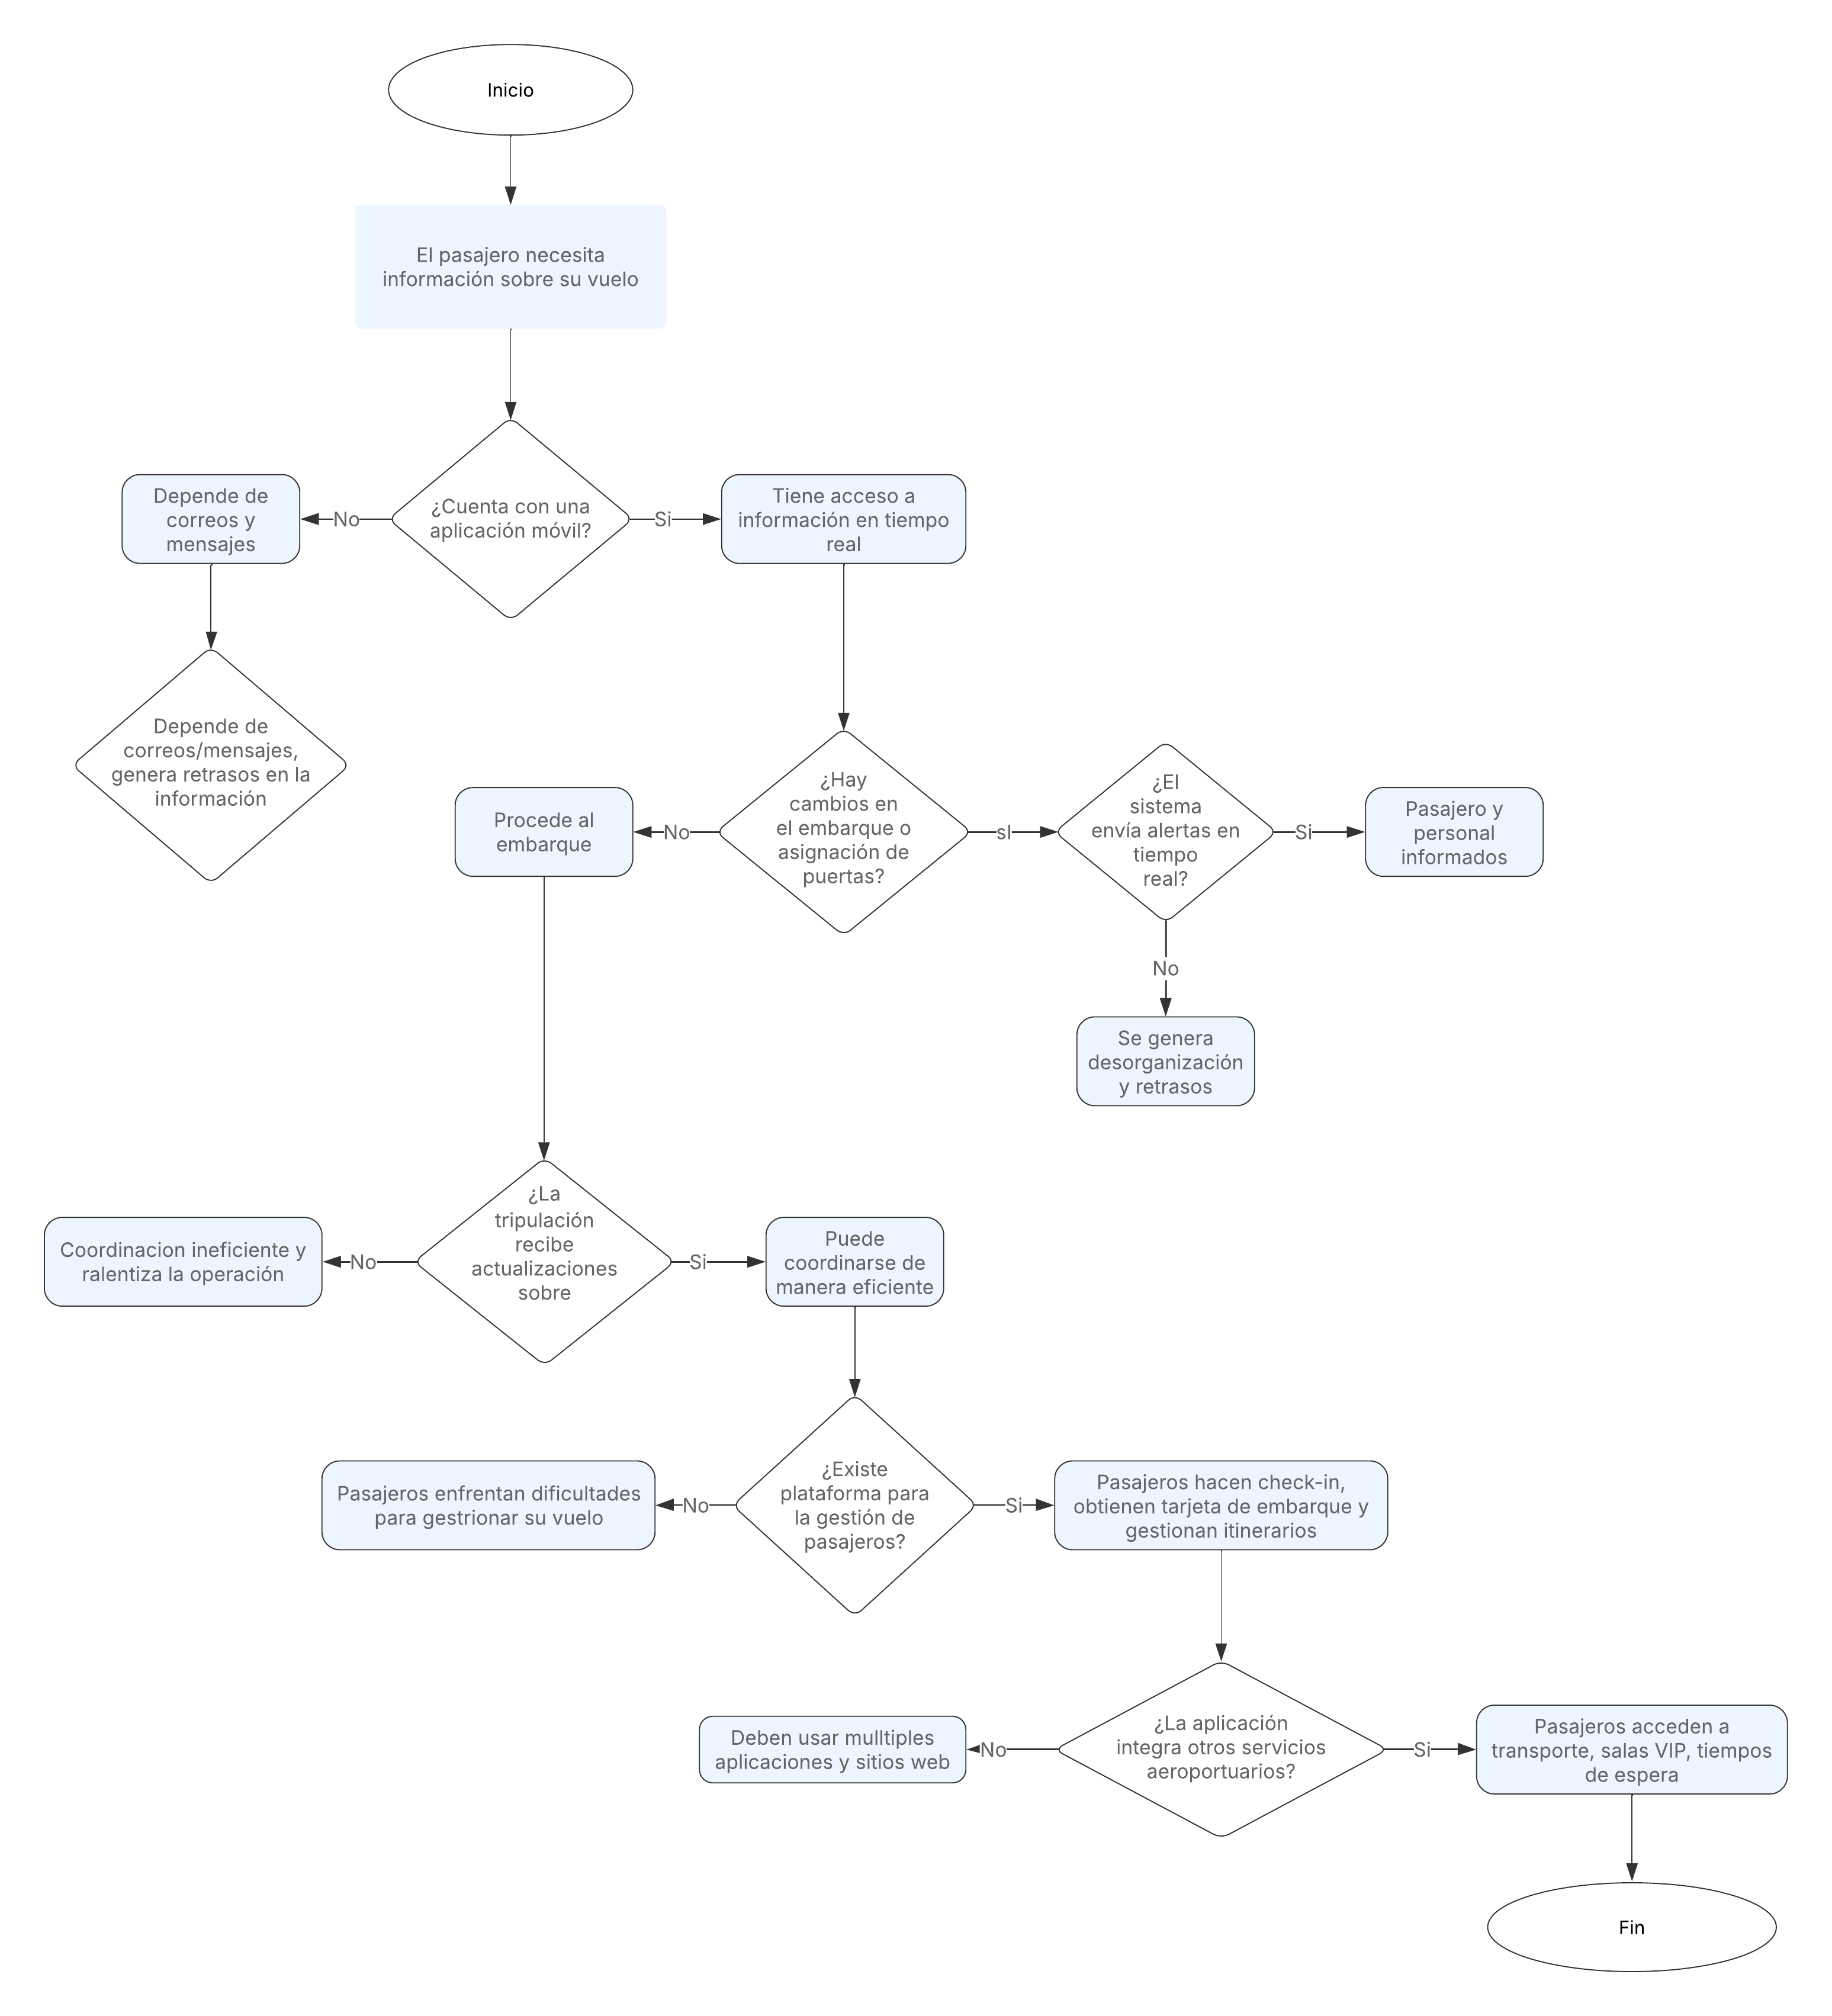 Inicio
El pasajero necesita
información sobre su vuelo
¿Cuenta con una
aplicación móvil?
No
Si
Depende de
correos y
mensajes
Tiene acceso a
información en tiempo
real
Depende de
correos/mensajes,
genera retrasos en la
información
¿Hay
cambios en
el embarque o
asignación de
puertas?
No
sI
Procede al
embarque
¿El
sistema
envía alertas en
tiempo
real?
Si
Pasajero y
personal
informados
No
Se genera
desorganización
y retrasos
¿La
tripulación
recibe
actualizaciones
sobre
No
Si
Coordinacion ineficiente y
ralentiza la operación
Puede
coordinarse de
manera eficiente
¿Existe
plataforma para
la gestión de
pasajeros?
No
Si
Pasajeros enfrentan dificultades
para gestrionar su vuelo
Pasajeros hacen check-in,
obtienen tarjeta de embarque y
gestionan itinerarios
¿La aplicación
integra otros servicios
aeroportuarios?
No
Si
Deben usar mulltiples
aplicaciones y sitios web
Pasajeros acceden a
transporte, salas VIP, tiempos
de espera
Fin